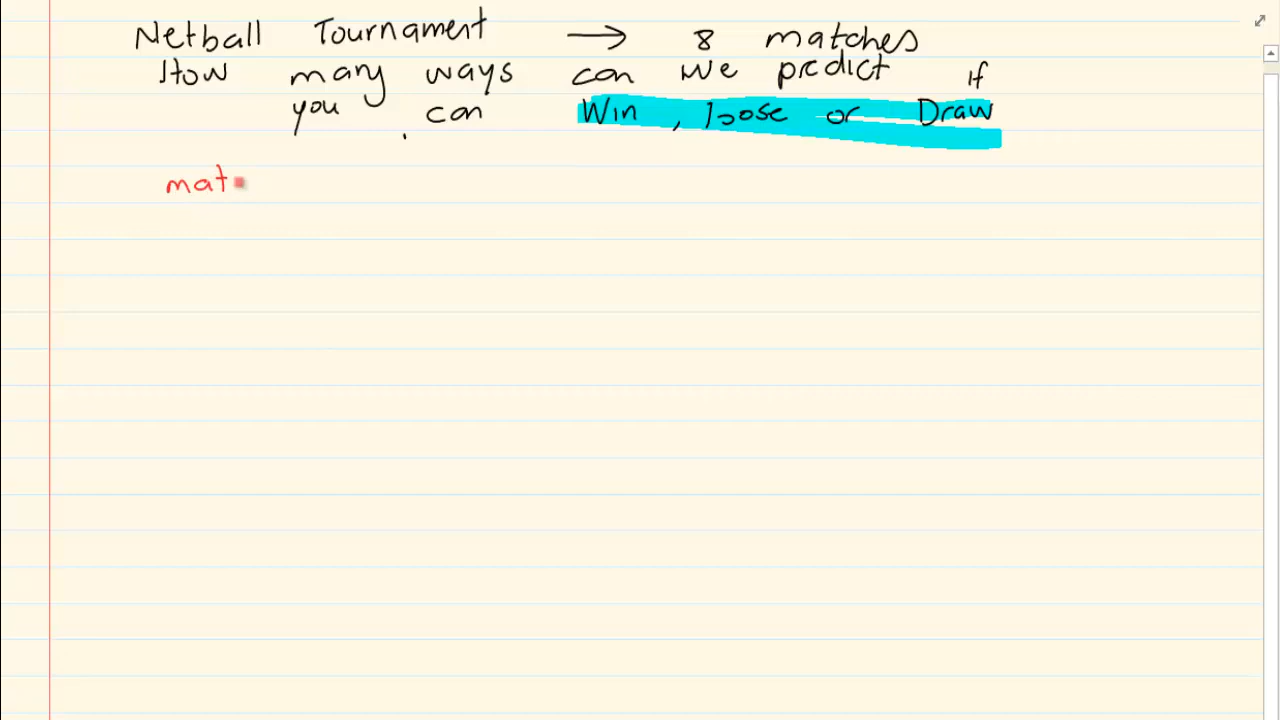 Netball Tournament → 8 matches
How many ways can we predict if
you can Win, loose or Draw
mat